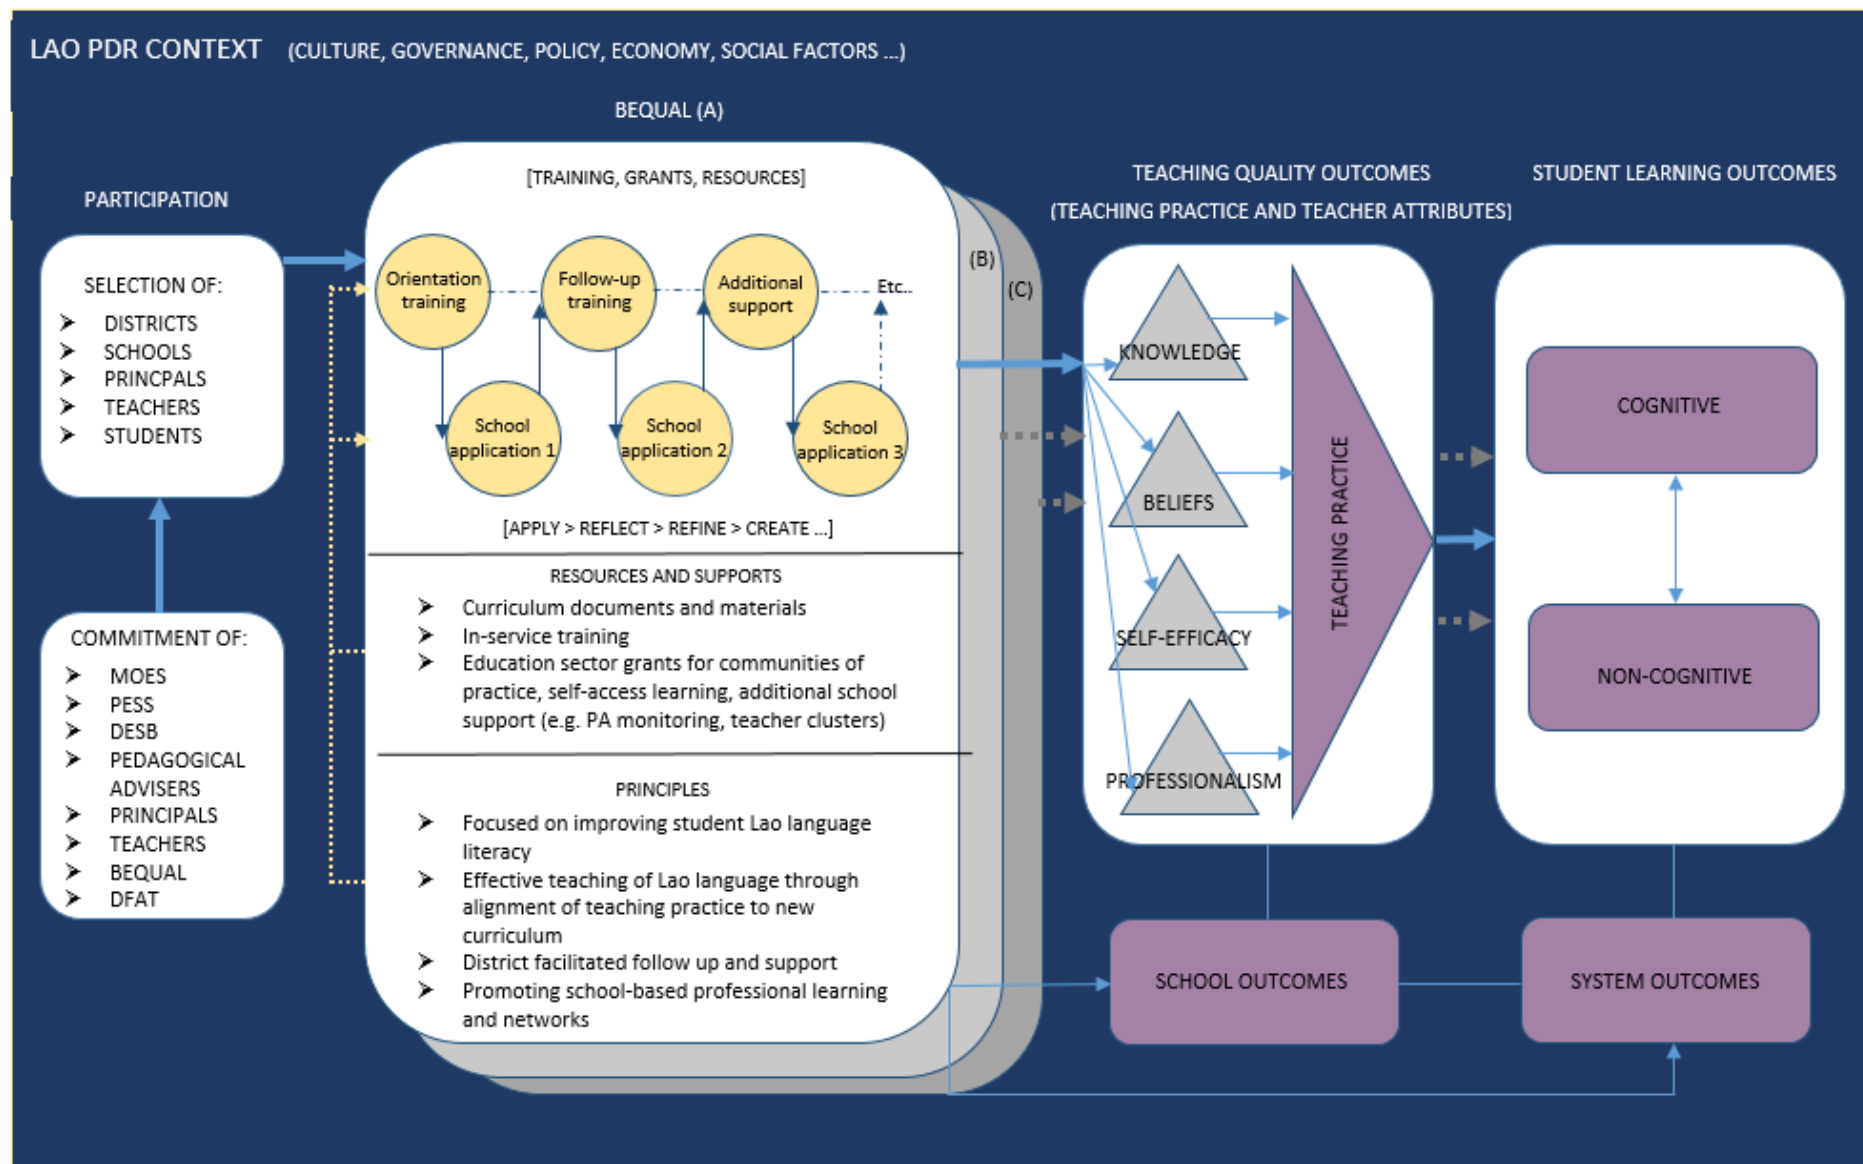 LAO PDR CONTEXT (CULTURE, GOVERNANCE, POLICY, ECONOMY, SOCIAL FACTORS ...)
PARTICIPATION
SELECTION OF:
➤ DISTRICTS
➤ SCHOOLS
➤ PRINCPALS
➤ TEACHERS
➤ STUDENTS
COMMITMENT OF:
➤ MOES
➤ PESS
➤ DESB
➤ PEDAGOGICAL
ADVISERS
➤ PRINCIPALS
➤ TEACHERS
➤ BEQUAL
➤ DFAT
BEQUAL (A)
[TRAINING, GRANTS, RESOURCES]
Orientation
training
Follow-up
training
Additional
support
Etc..
School
application 1
School
application 2
School
application 3
[APPLY > REFLECT > REFINE > CREATE ...]
RESOURCES AND SUPPORTS
➤ Curriculum documents and materials
➤ In-service training
➤ Education sector grants for communities of
practice, self-access learning, additional school
support (e.g. PA monitoring, teacher clusters)
PRINCIPLES
➤ Focused on improving student Lao language
literacy
➤ Effective teaching of Lao language through
alignment of teaching practice to new
curriculum
➤ District facilitated follow up and support
➤ Promoting school-based professional learning
and networks
(B)
(C)
TEACHING QUALITY OUTCOMES
(TEACHING PRACTICE AND TEACHER ATTRIBUTES)
KNOWLEDGE
BELIEFS
SELF-EFFICACY
PROFESSIONALISM
TEACHING PRACTICE
STUDENT LEARNING OUTCOMES
COGNITIVE
NON-COGNITIVE
SCHOOL OUTCOMES
SYSTEM OUTCOMES